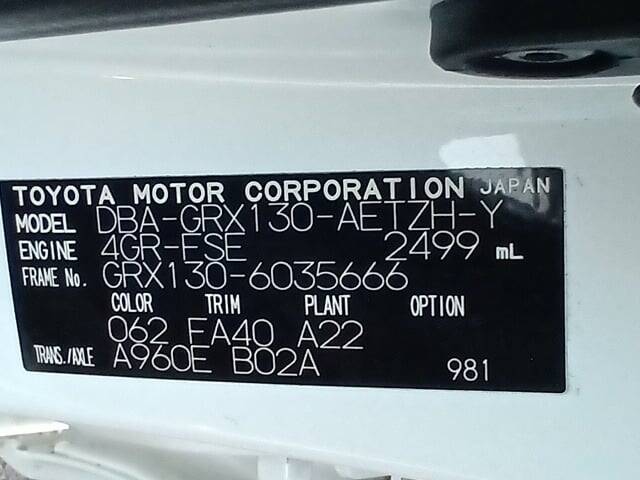 TOYOTA MOTOR CORPORATION JAPAN
MODEL DBA-GRX130-AETZH-Y
ENGINE 4GR-FSE 2499 mL
FRAME No. GRX130-6035666
COLOR TRIM PLANT OPTION
062 FA40 A22
TRANS./AXLE A960E B02A 981